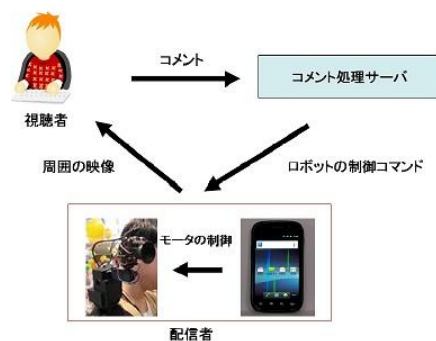 コメント
コメント処理サーバ
視聴者
周囲の映像
ロボットの制御コマンド
モータの制御
配信者